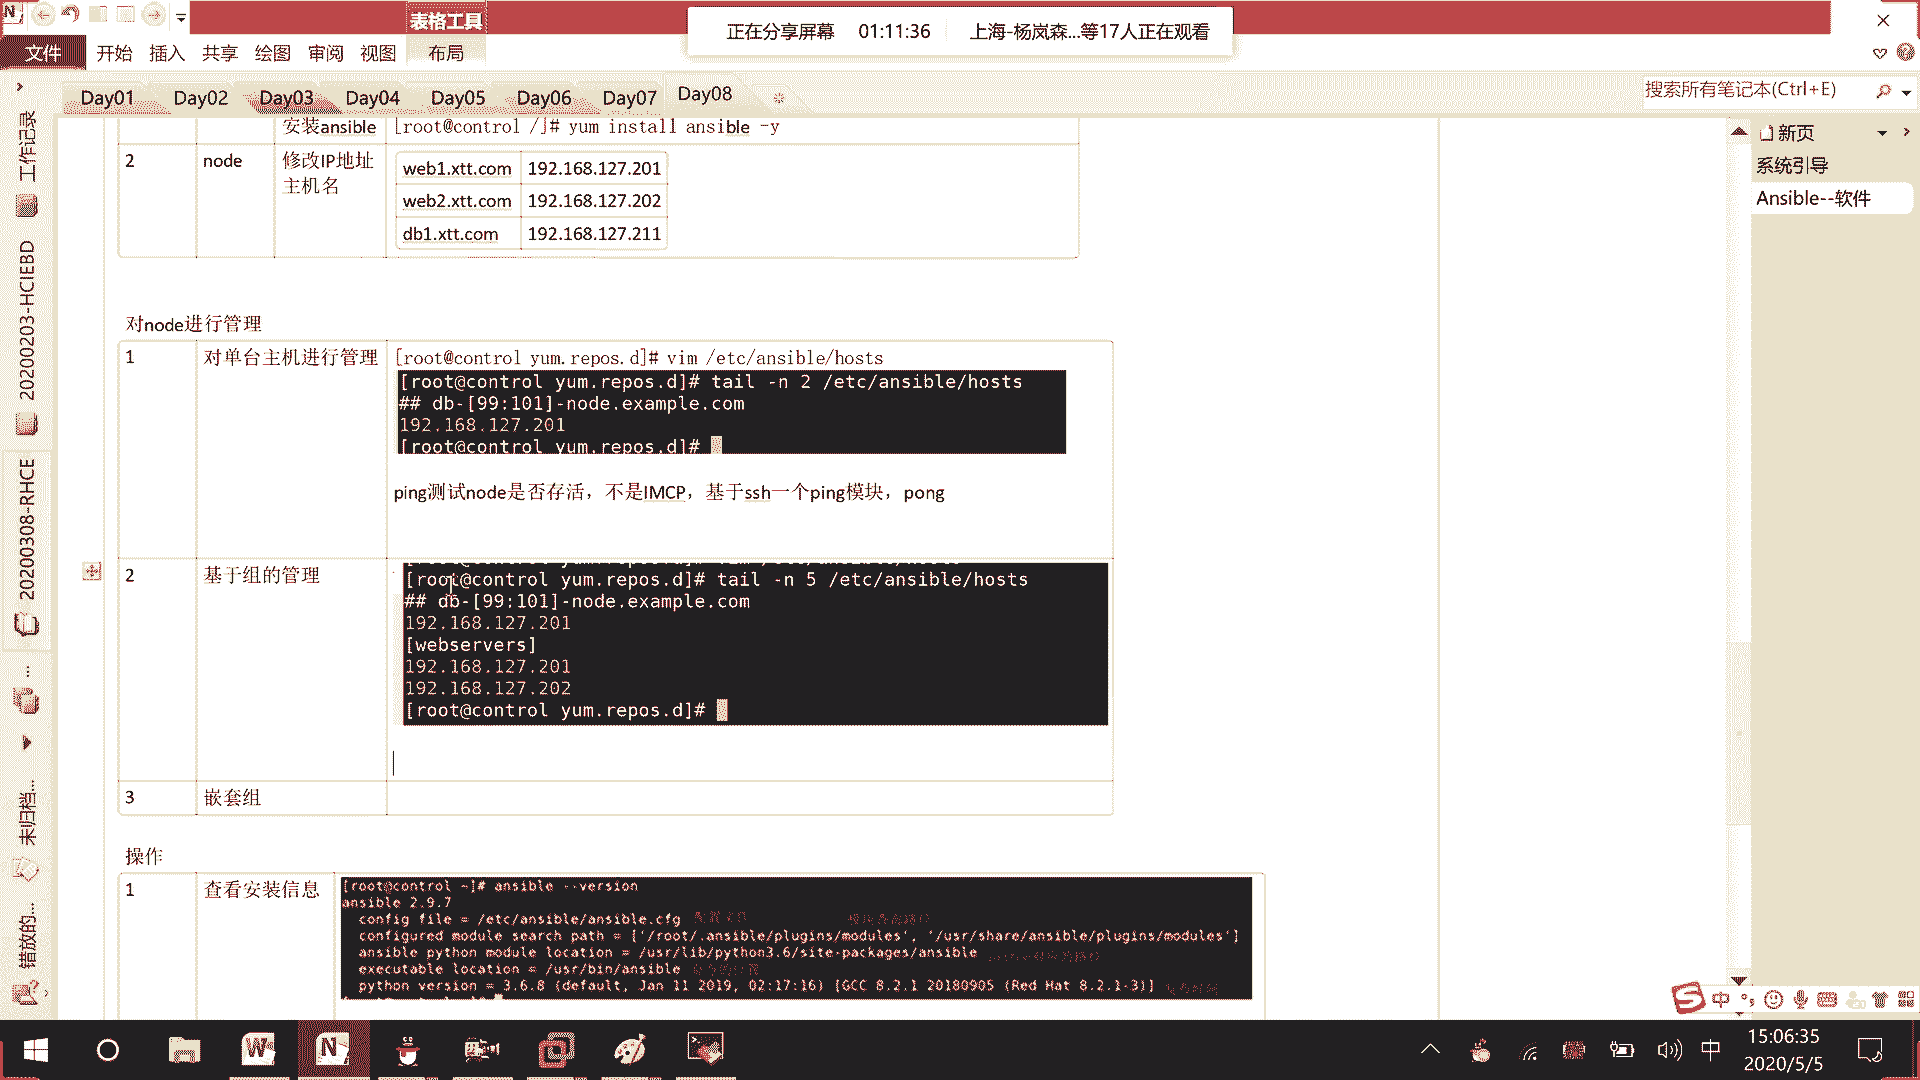 表格工具
正在分享屏幕 01:11:36 上海-杨岚森...等17人正在观看
文件 开始 插入 共享 绘图 审阅 视图 布局
Day01 Day02 Day03 Day04 Day05 Day06 Day07 Day08
搜索所有笔记本(Ctrl+E)
工作记录
20200203-HCIEBD
20200308-RHCE
未归档...
错放的...
新页
系统引导
Ansible--软件
安装ansible [root@control /]# yum install ansible -y
2 node 修改IP地址
主机名
web1.xtt.com 192.168.127.201
web2.xtt.com 192.168.127.202
db1.xtt.com 192.168.127.211
对node进行管理
1 对单台主机进行管理 [root@control yum.repos.d]# vim /etc/ansible/hosts
[root@control yum.repos.d]# tail -n 2 /etc/ansible/hosts
## db-[99:101]-node.example.com
192.168.127.201
[root@control yum.repos.d]#
ping测试node是否存活，不是IMCP，基于ssh一个ping模块，pong
2 基于组的管理
[root@control yum.repos.d]# tail -n 5 /etc/ansible/hosts
## db-[99:101]-node.example.com
192.168.127.201
[webservers]
192.168.127.201
192.168.127.202
[root@control yum.repos.d]#
3 嵌套组
操作
1 查看安装信息
[root@control ~]# ansible --version
ansible 2.9.7
config file = /etc/ansible/ansible.cfg
configured module search path = ['/root/.ansible/plugins/modules', '/usr/share/ansible/plugins/modules']
ansible python module location = /usr/lib/python3.6/site-packages/ansible
executable location = /usr/bin/ansible
python version = 3.6.8 (default, Jan 11 2019, 02:17:16) [GCC 8.2.1 20180905 (Red Hat 8.2.1-3)]
中
中
15:06:35
2020/5/5